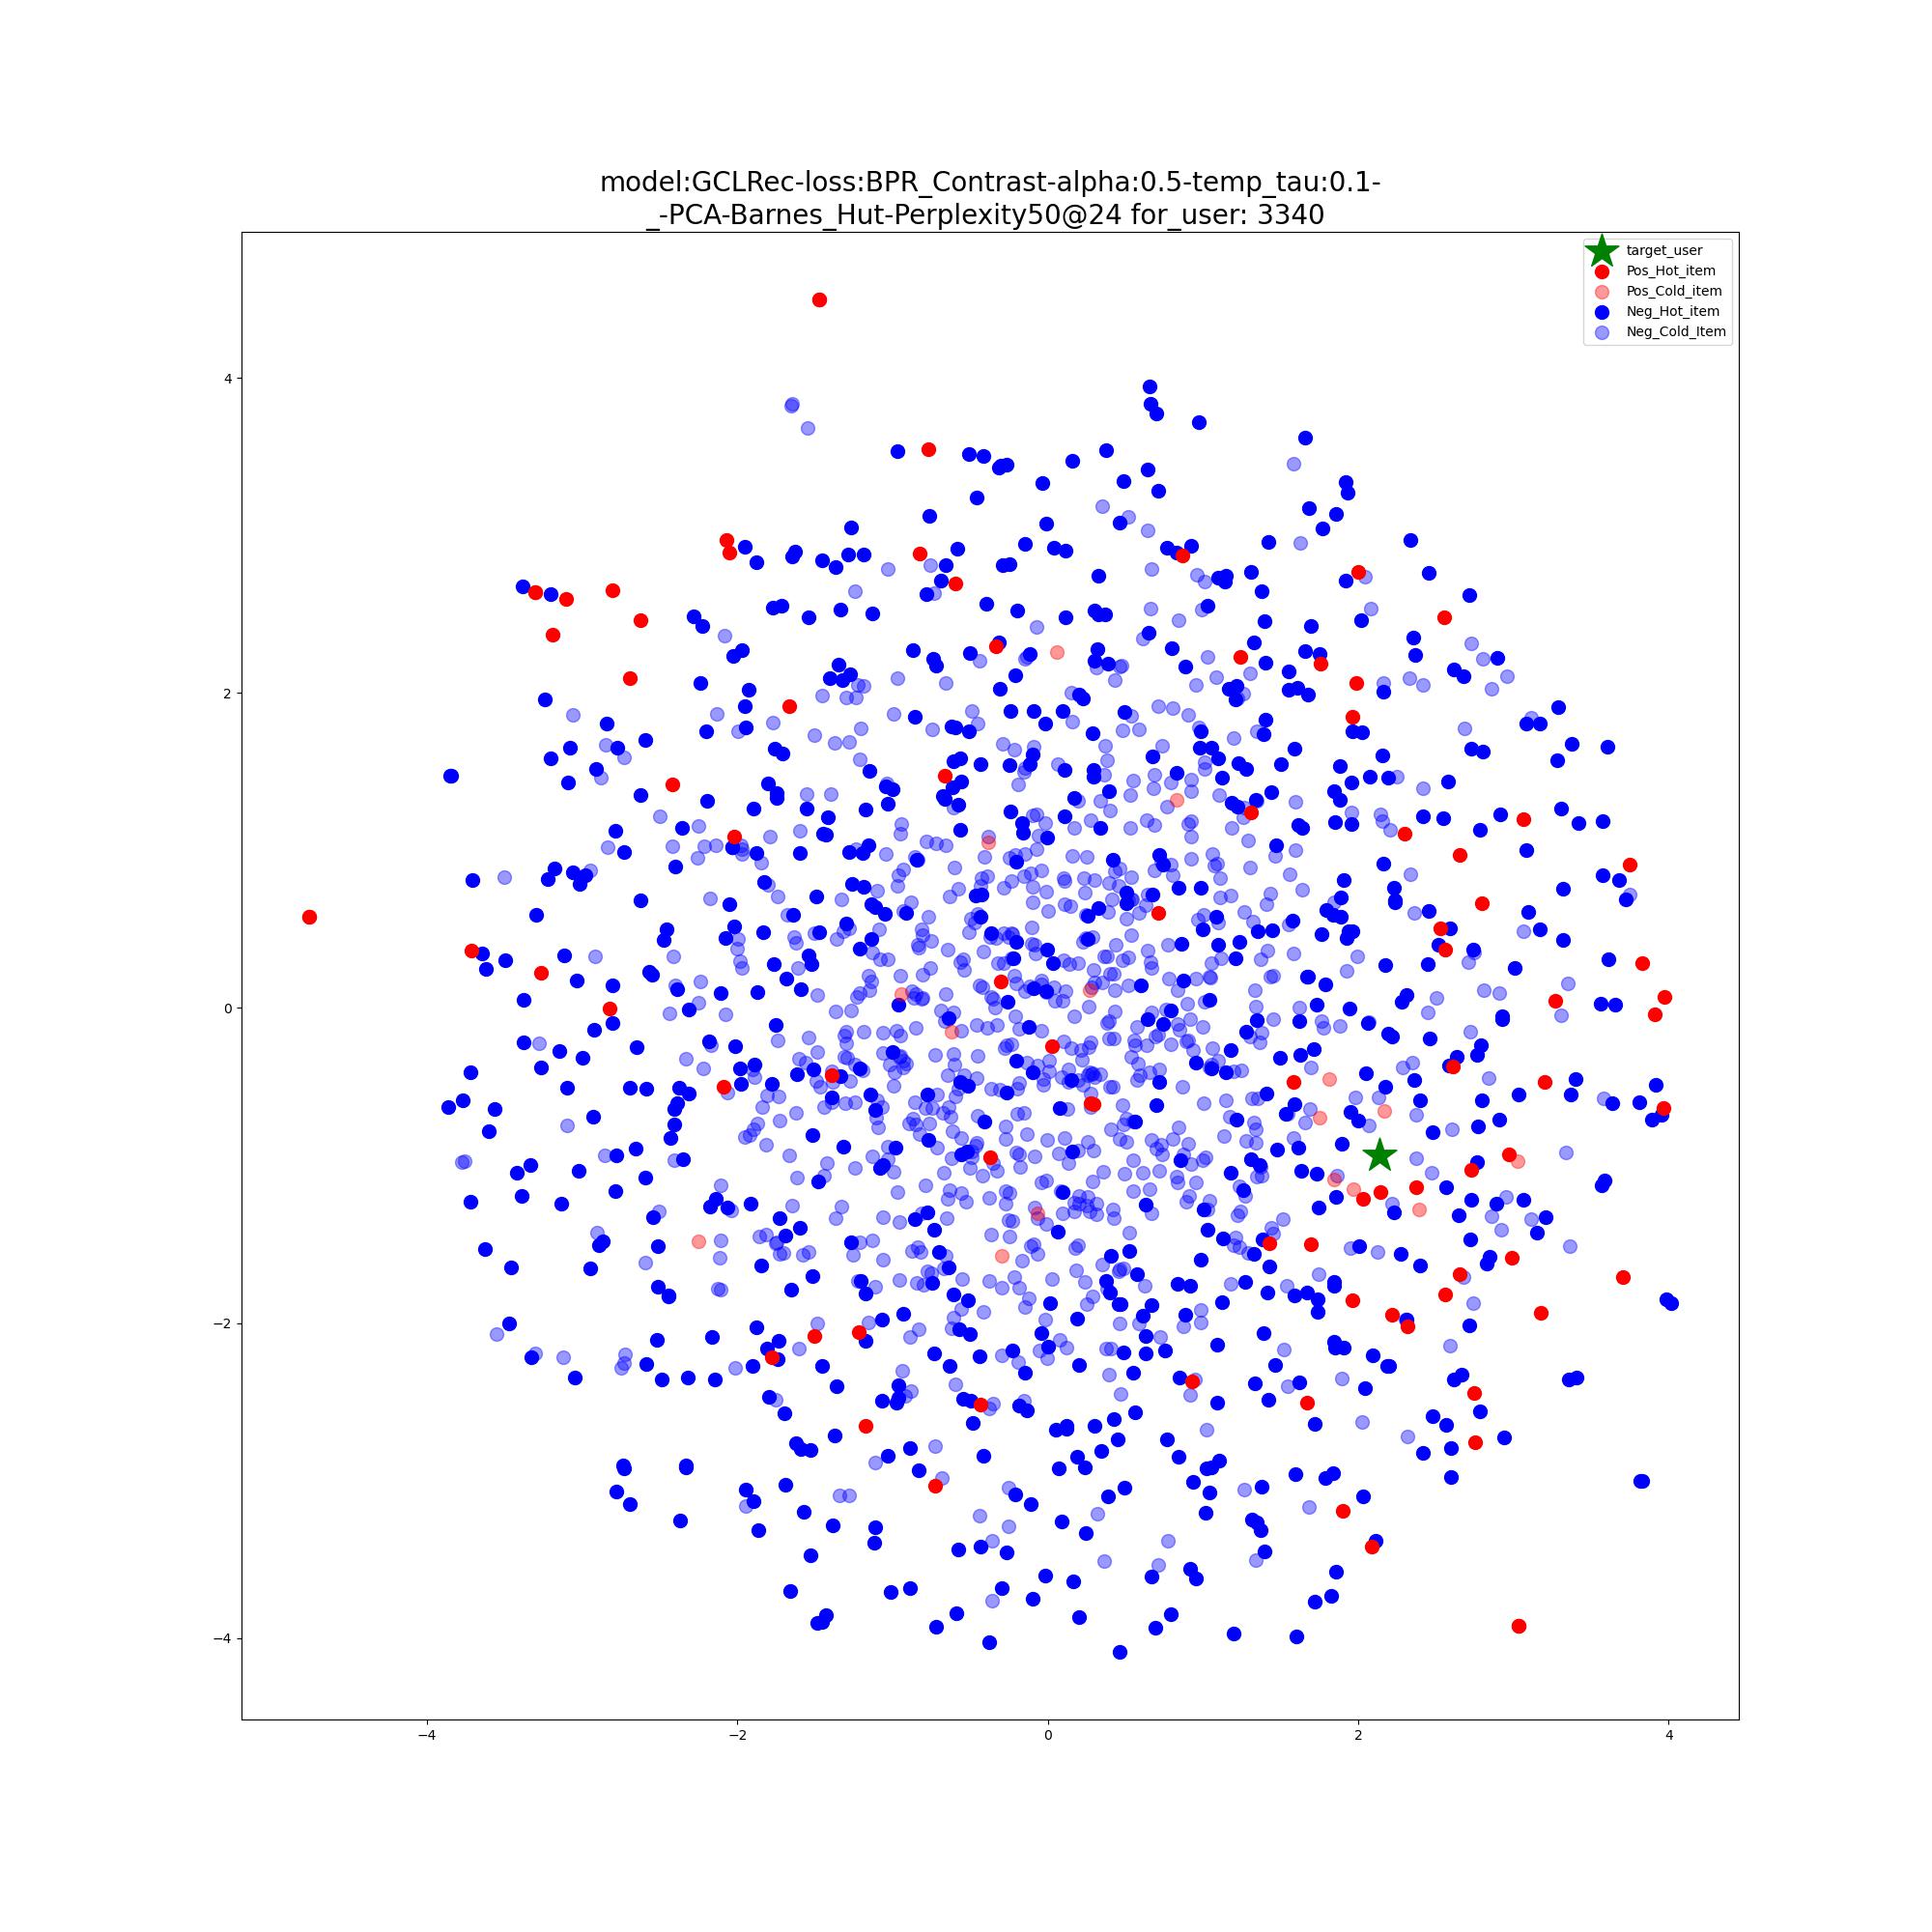 model:GCLRec-loss:BPR_Contrast-alpha:0.5-temp_tau:0.1-
_-PCA-Barnes_Hut-Perplexity50@24 for_user: 3340
target_user
Pos_Hot_item
Pos_Cold_item
Neg_Hot_item
Neg_Cold_Item
4
2
0
−2
−4
−4
−2
0
2
4